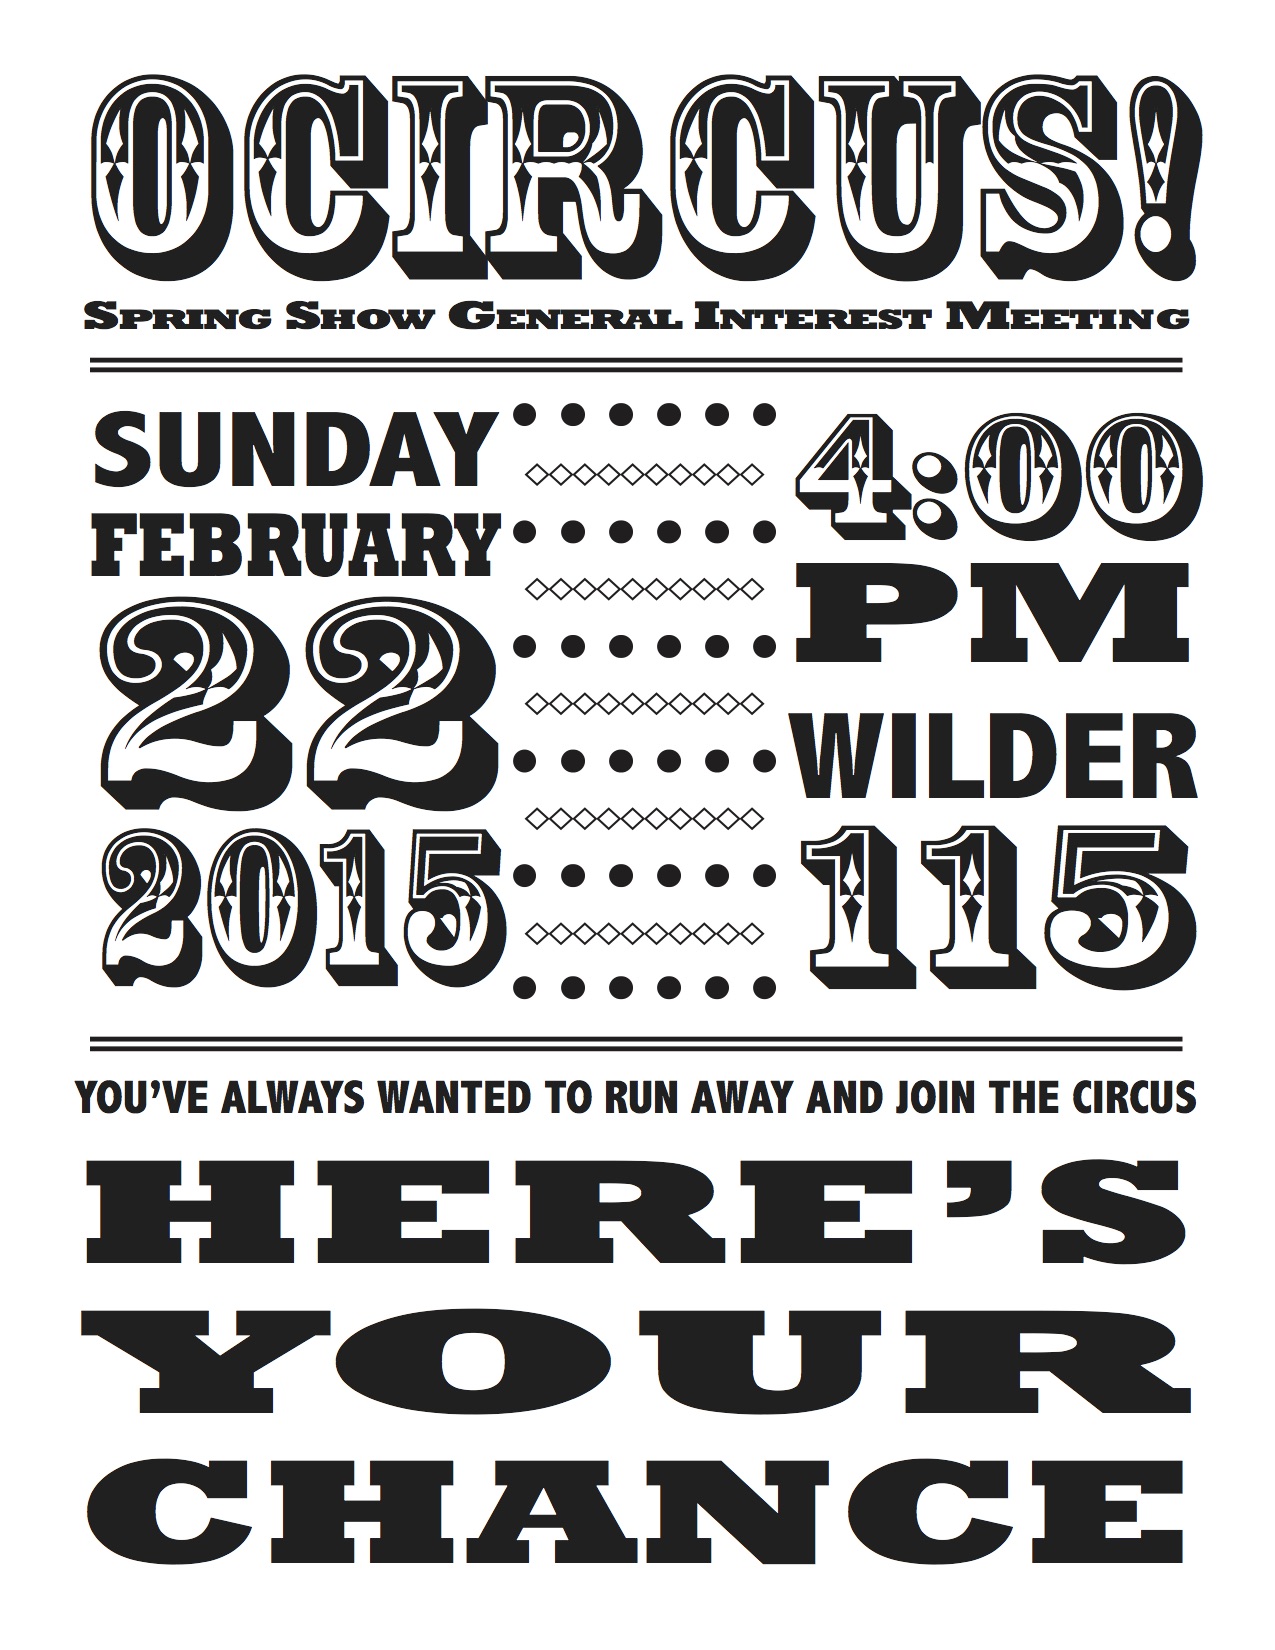 OCIRCUS!
SPRING SHOW GENERAL INTEREST MEETING
SUNDAY
FEBRUARY
22
2015
4:00
PM
WILDER
115
YOU'VE ALWAYS WANTED TO RUN AWAY AND JOIN THE CIRCUS
HERE'S
YOUR
CHANCE